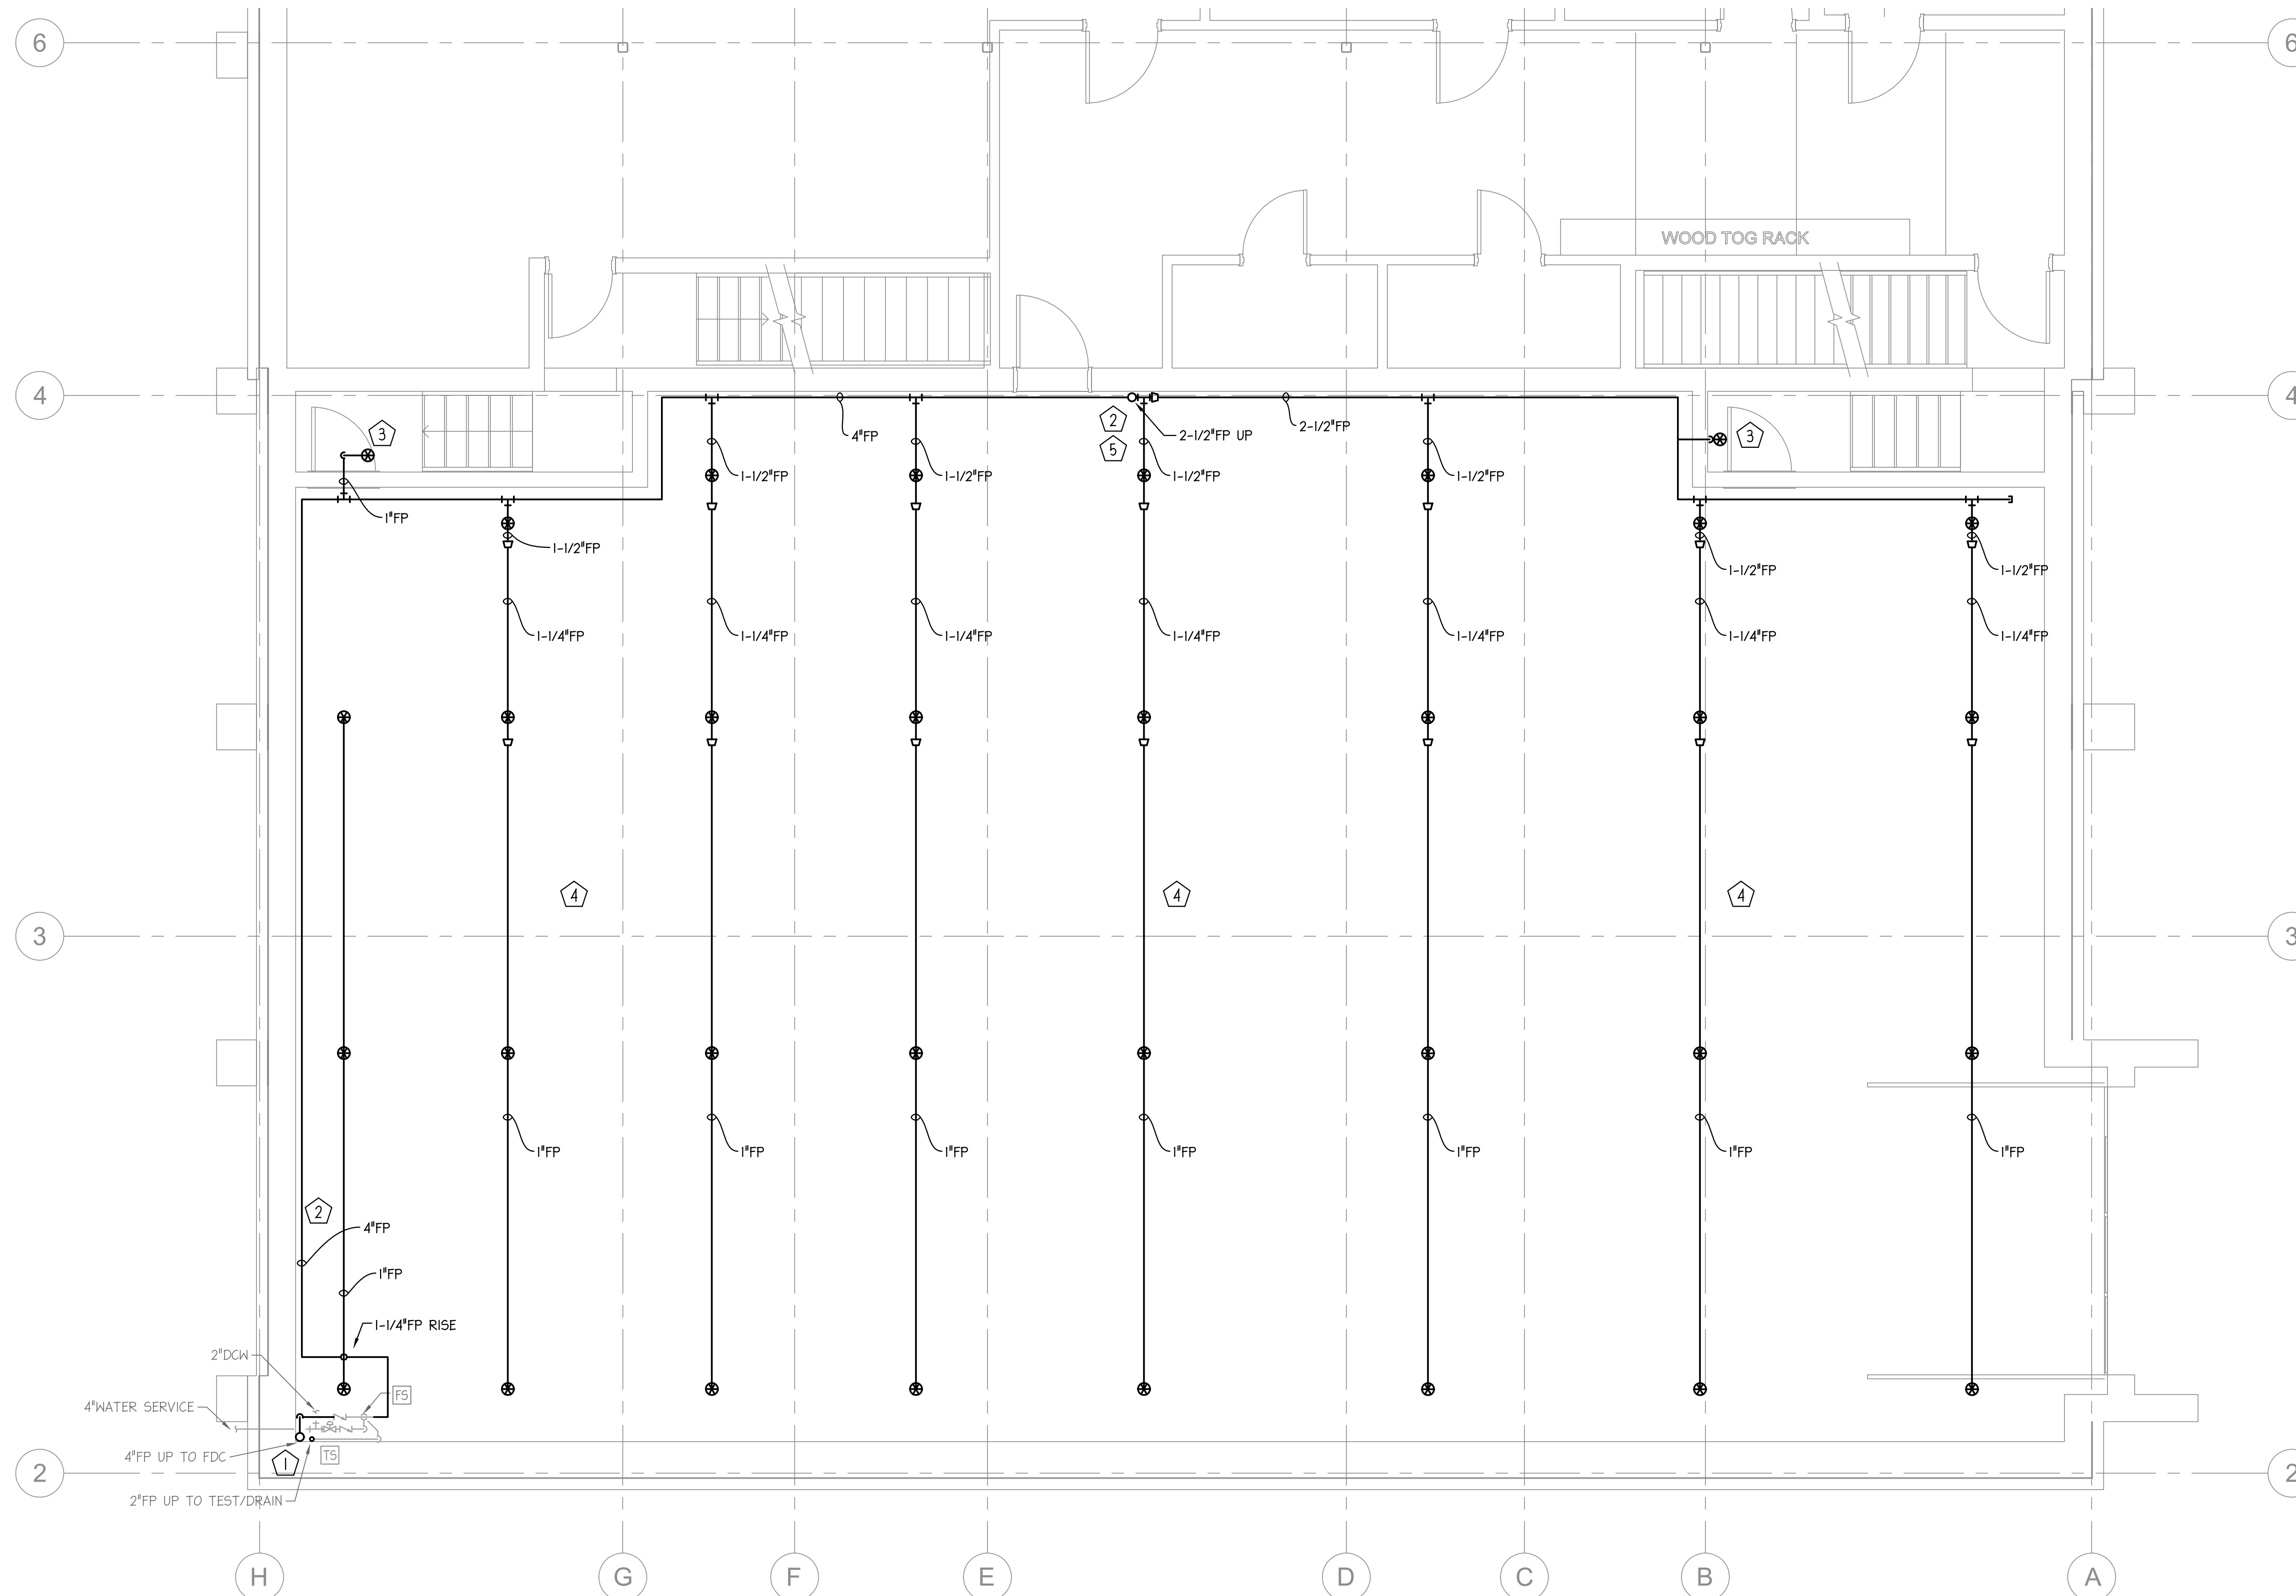 6
6
WOOD TOG RACK
4
4
3
3
4"FP
2
2-1/2"FP UP
2-1/2"FP
5
1-1/2"FP
1-1/2"FP
1-1/2"FP
1-1/2"FP
1"FP
1-1/2"FP
1-1/2"FP
1-1/2"FP
1-1/4"FP
1-1/4"FP
1-1/4"FP
1-1/4"FP
1-1/4"FP
1-1/4"FP
1-1/4"FP
4
4
4
3
3
1"FP
1"FP
1"FP
1"FP
1"FP
1"FP
1"FP
2
4"FP
1"FP
1-1/4"FP RISE
2"DCW
FS
4"WATER SERVICE
4"FP UP TO FDC
1
TS
2
2
2"FP UP TO TEST/DRAIN
H
G
F
E
D
C
B
A